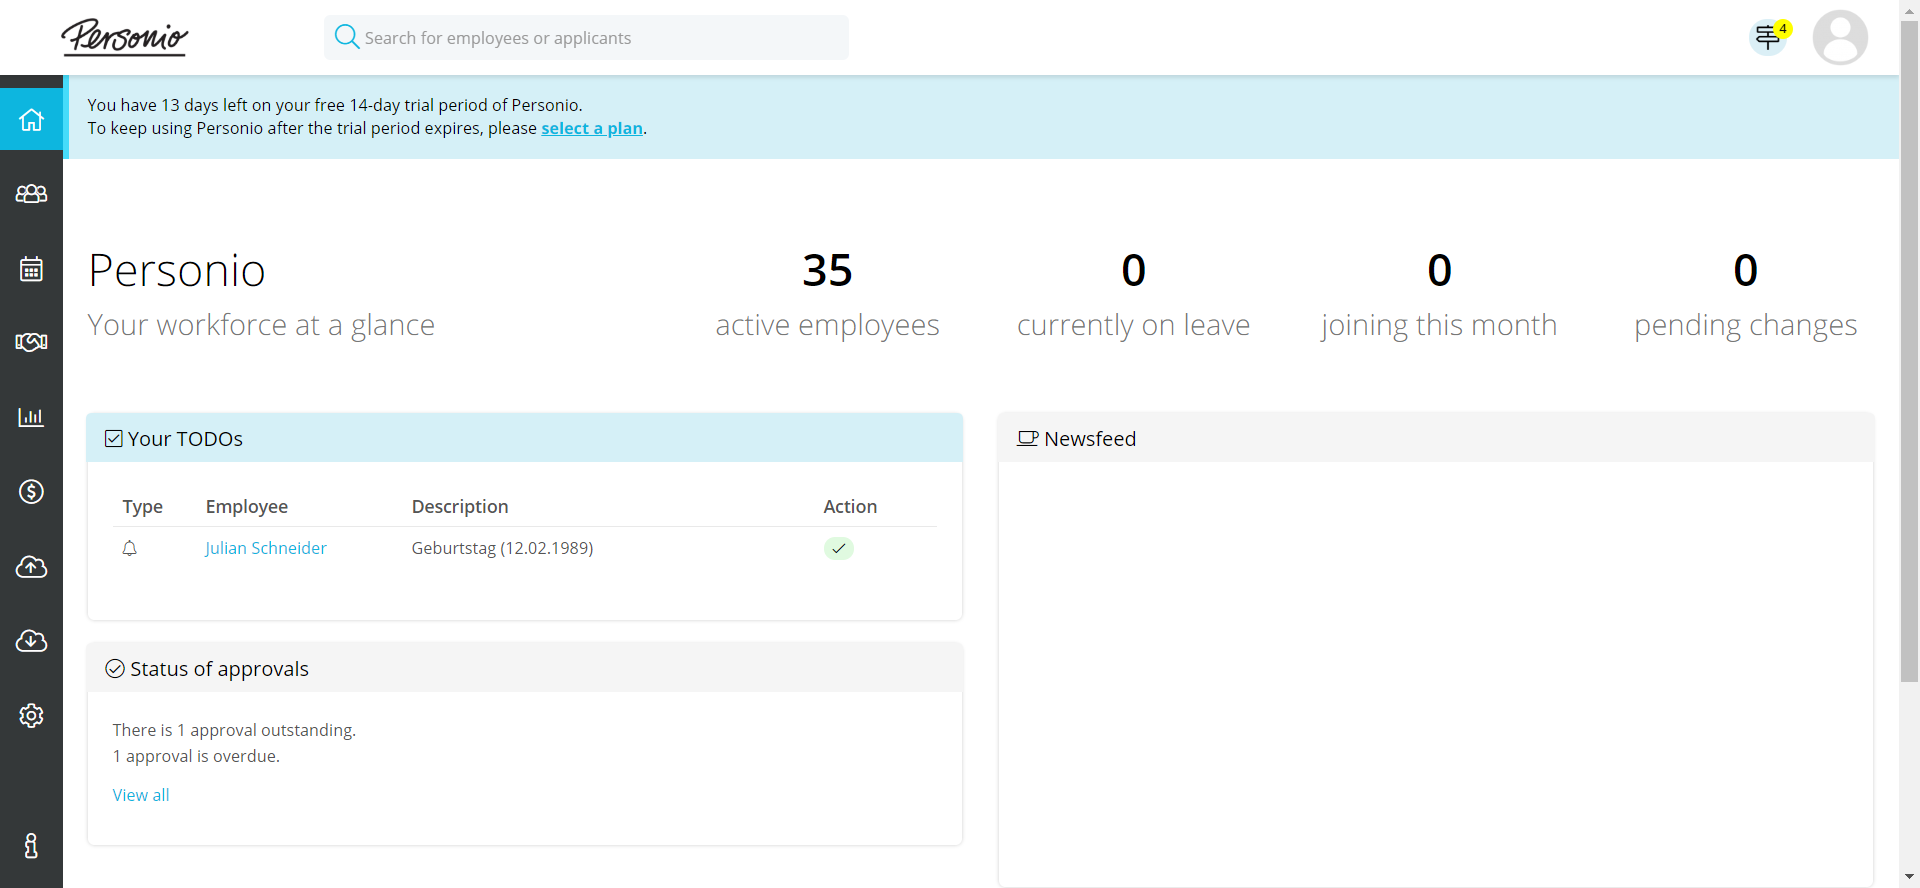 Personio
Search for employees or applicants
4
You have 13 days left on your free 14-day trial period of Personio.
To keep using Personio after the trial period expires, please select a plan.
Personio
Your workforce at a glance
35
active employees
0
currently on leave
0
joining this month
0
pending changes
Your TODOs
Type Employee Description Action
Julian Schneider Geburtstag (12.02.1989)
Status of approvals
There is 1 approval outstanding.
1 approval is overdue.
View all
Newsfeed